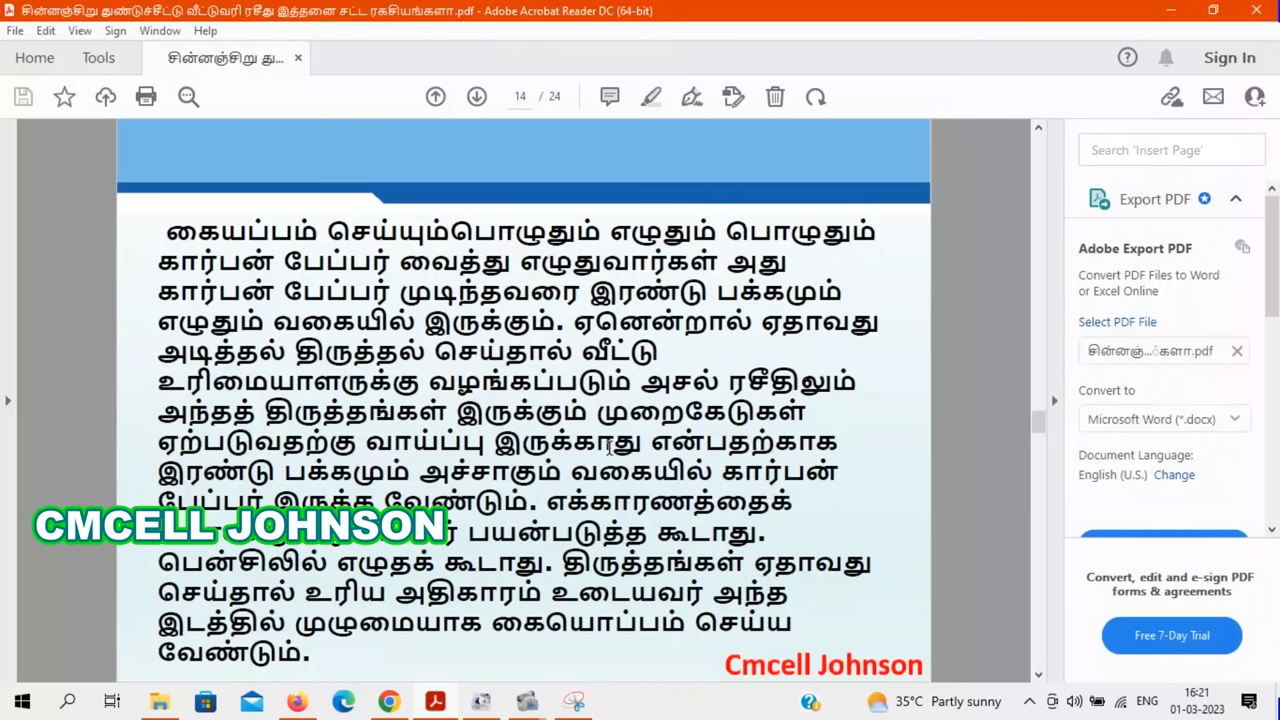 சின்னஞ்சிறு துண்டுச்சீட்டு வீட்டுவரி ரசீது இத்தனை சட்ட ரகசியங்களா.pdf - Adobe Acrobat Reader DC (64-bit)
File Edit View Sign Window Help
Home Tools சின்னஞ்சிறு து... Sign In
14 / 24
Search 'Insert Page'
Export PDF
Adobe Export PDF
Convert PDF Files to Word
or Excel Online
Select PDF File
சின்னஞ்...ங்களா.pdf
Convert to
Microsoft Word (*.docx)
Document Language:
English (U.S.) Change
Convert, edit and e-sign PDF
forms & agreements
Free 7-Day Trial
கையப்பம் செய்யும்பொழுதும் எழுதும் பொழுதும்
கார்பன் பேப்பர் வைத்து எழுதுவார்கள் அது
கார்பன் பேப்பர் முடிந்தவரை இரண்டு பக்கமும்
எழுதும் வகையில் இருக்கும். ஏனென்றால் ஏதாவது
அடித்தல் திருத்தல் செய்தால் வீட்டு
உரிமையாளருக்கு வழங்கப்படும் அசல் ரசீதிலும்
அந்தத் திருத்தங்கள் இருக்கும் முறைகேடுகள்
ஏற்படுவதற்கு வாய்ப்பு இருக்காது என்பதற்காக
இரண்டு பக்கமும் அச்சாகும் வகையில் கார்பன்
பேப்பர் இருக்க வேண்டும். எக்காரணத்தைக்
பயன்படுத்த கூடாது.
பென்சிலில் எழுதக் கூடாது. திருத்தங்கள் ஏதாவது
செய்தால் உரிய அதிகாரம் உடையவர் அந்த
இடத்தில் முழுமையாக கையொப்பம் செய்ய
வேண்டும்.
CMCELL JOHNSON
Cmcell Johnson
35°C Partly sunny ENG 16:21
01-03-2023